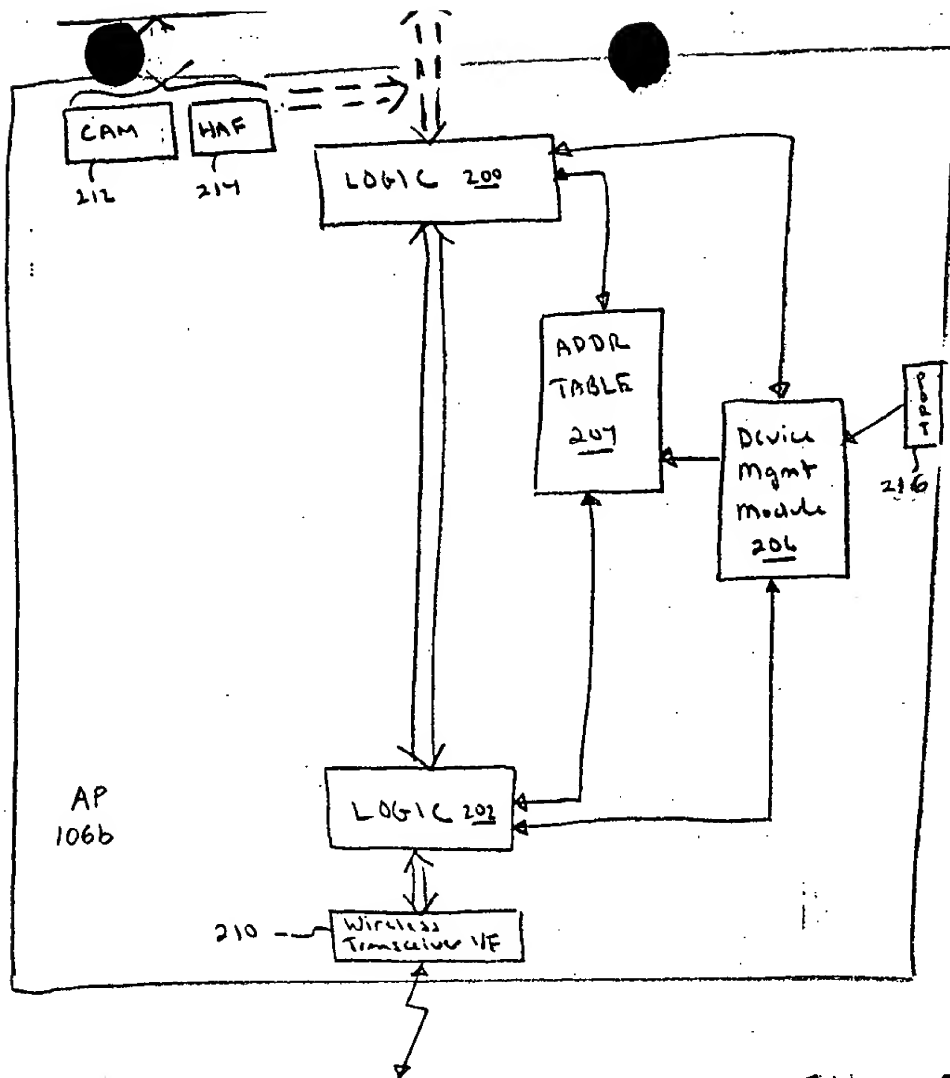 211
CAM
HAF
212
214
LOGIC 200
ADDR
TABLE
204
Device
Mgmt
Module
206
PORT
216
AP
106b
LOGIC 202
210
Wireless
Transceiver I/F